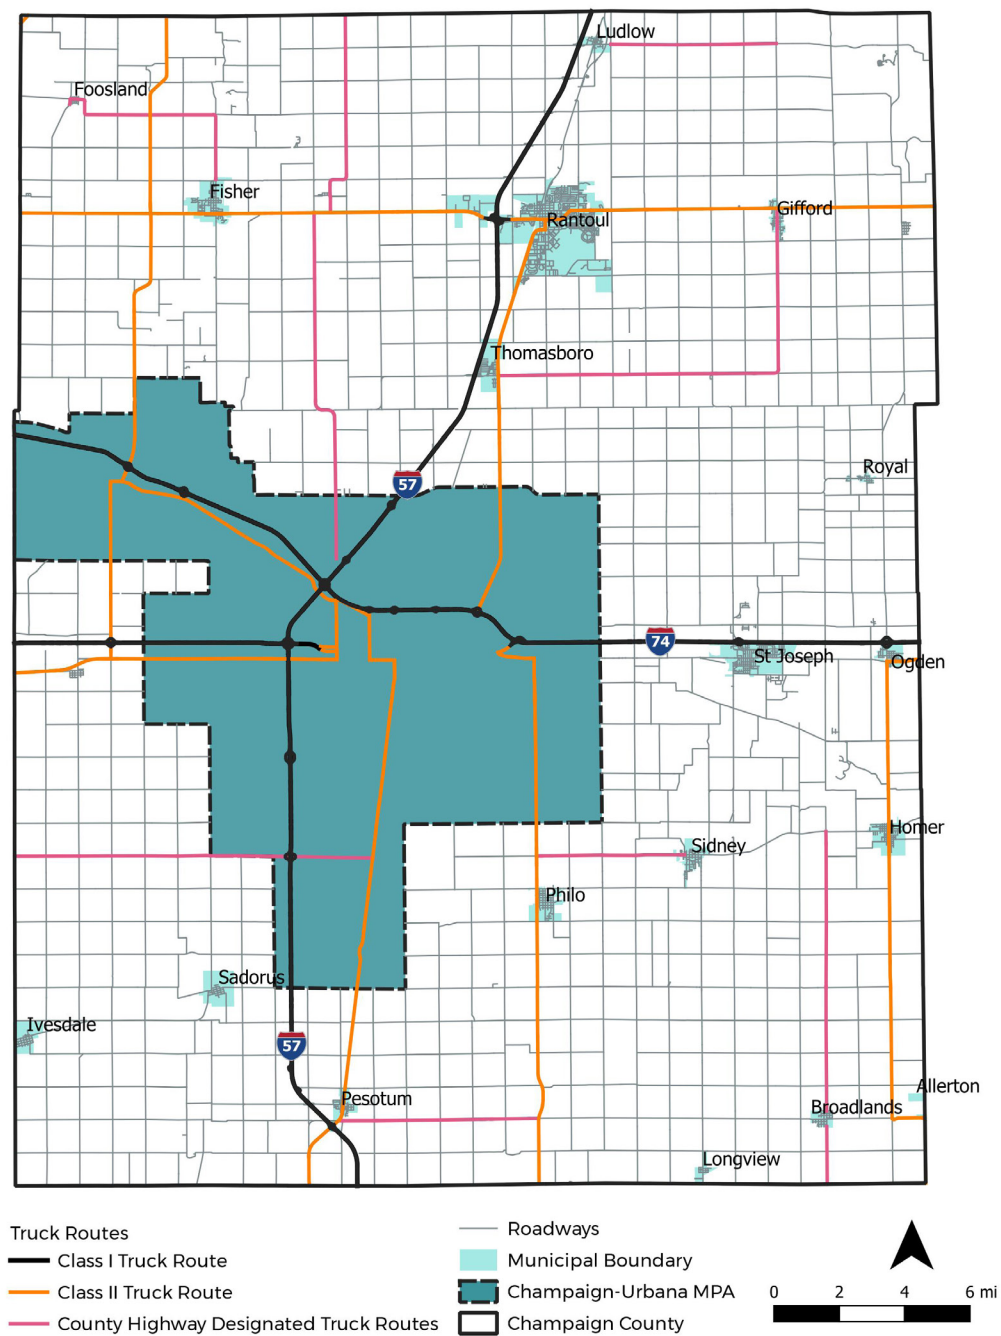 Ludlow
Foosland
Fisher
Gifford
Rantoul
Thomasboro
Royal
57
74
St Joseph
Ogden
Homer
Sidney
Philo
Sadorus
Ivesdale
57
Allerton
Pesotum
Broadlands
Longview
Truck Routes
Class I Truck Route
Class II Truck Route
County Highway Designated Truck Routes
Roadways
Municipal Boundary
Champaign-Urbana MPA
Champaign County
0 2 4 6 mi